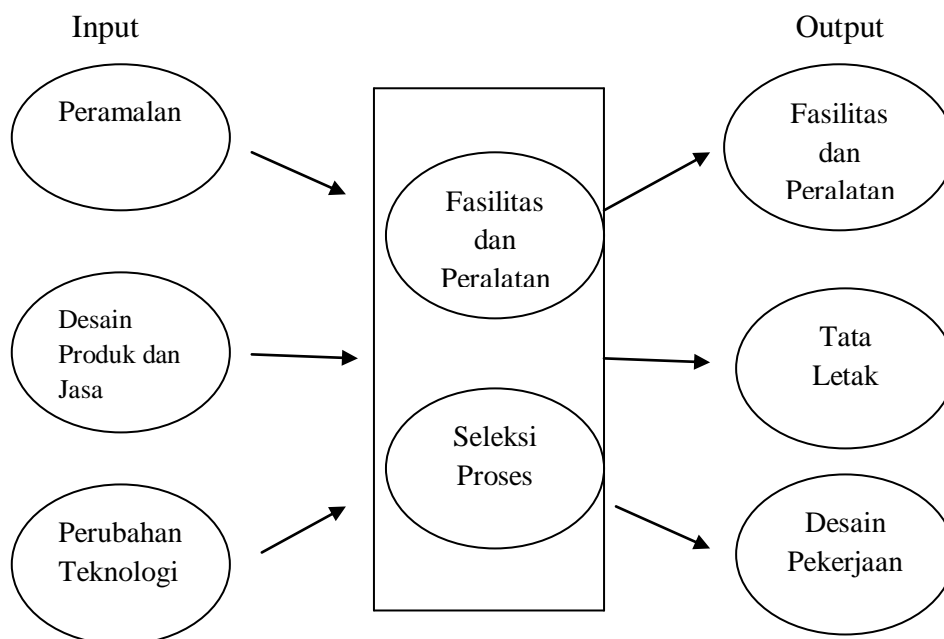 Input
Output
Peramalan
Desain
Produk dan
Jasa
Perubahan
Teknologi
Fasilitas
dan
Peralatan
Seleksi
Proses
Fasilitas
dan
Peralatan
Tata
Letak
Desain
Pekerjaan